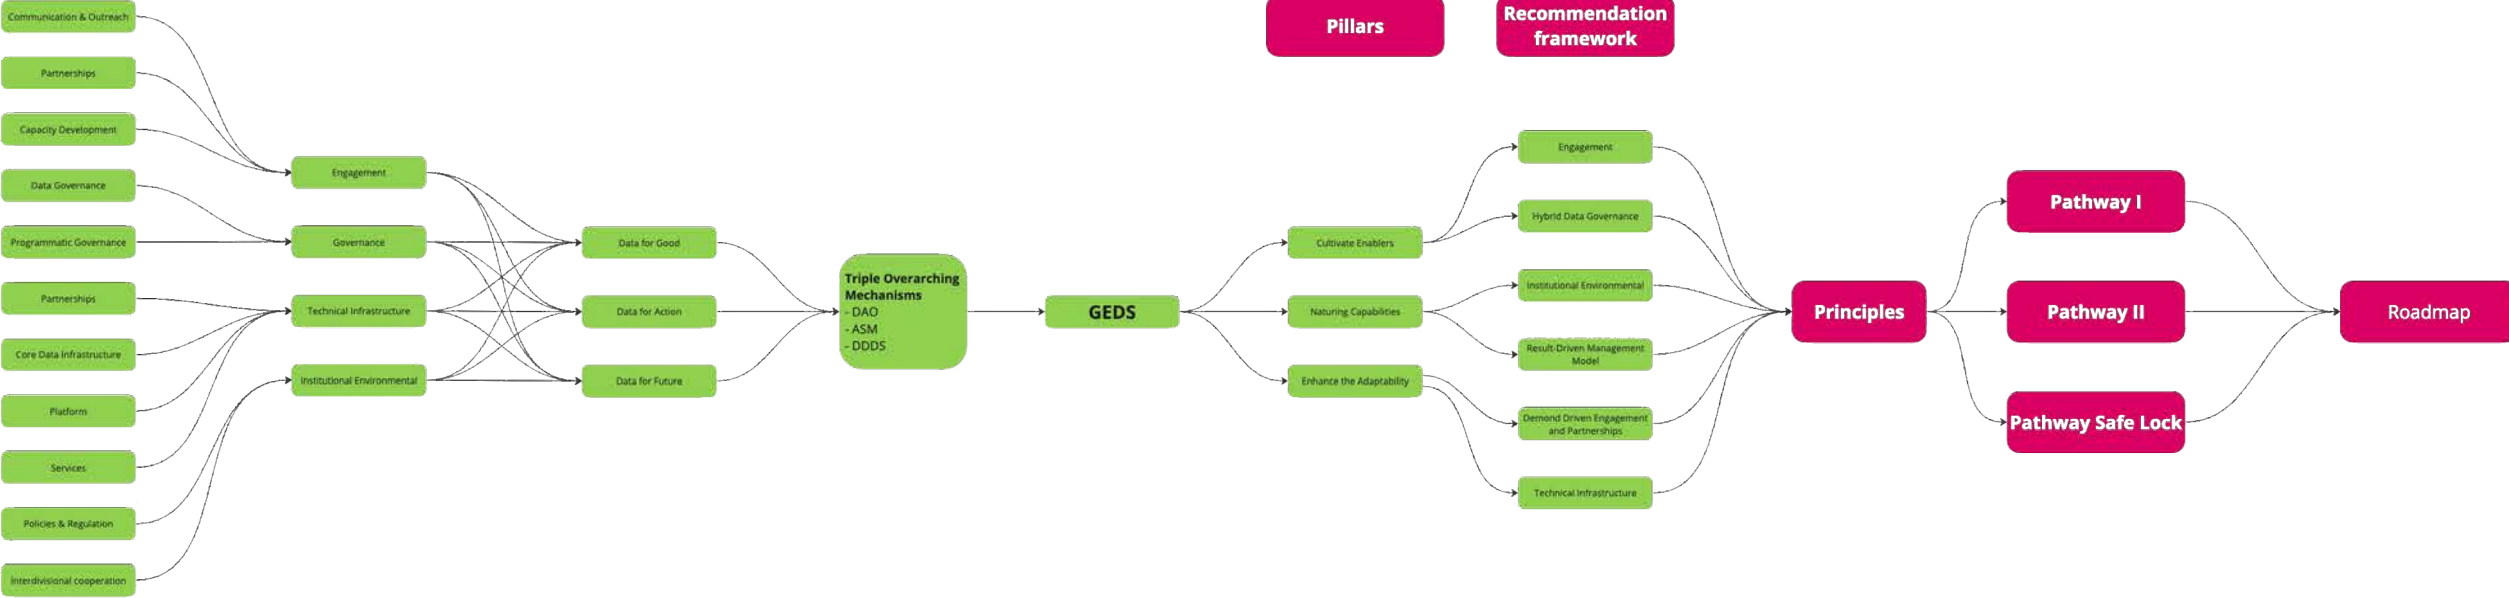 Communication & Outreach
Partnerships
Capacity Development
Data Governance
Programmatic Governance
Partnerships
Core Data Infrastructure
Platform
Services
Policies & Regulation
Interdivisional cooperation
Engagement
Governance
Technical Infrastructure
Institutional Environmental
Data for Good
Data for Action
Data for Future
Triple Overarching
Mechanisms
- DAO
- ASM
- DDDS
GEDS
Pillars
Cultivate Enablers
Naturing Capabilities
Enhance the Adaptability
Recommendation
framework
Engagement
Hybrid Data Governance
Institutional Environmental
Result-Driven Management
Model
Demond Driven Engagement
and Partnerships
Technical Infrastructure
Principles
Pathway I
Pathway II
Pathway Safe Lock
Roadmap